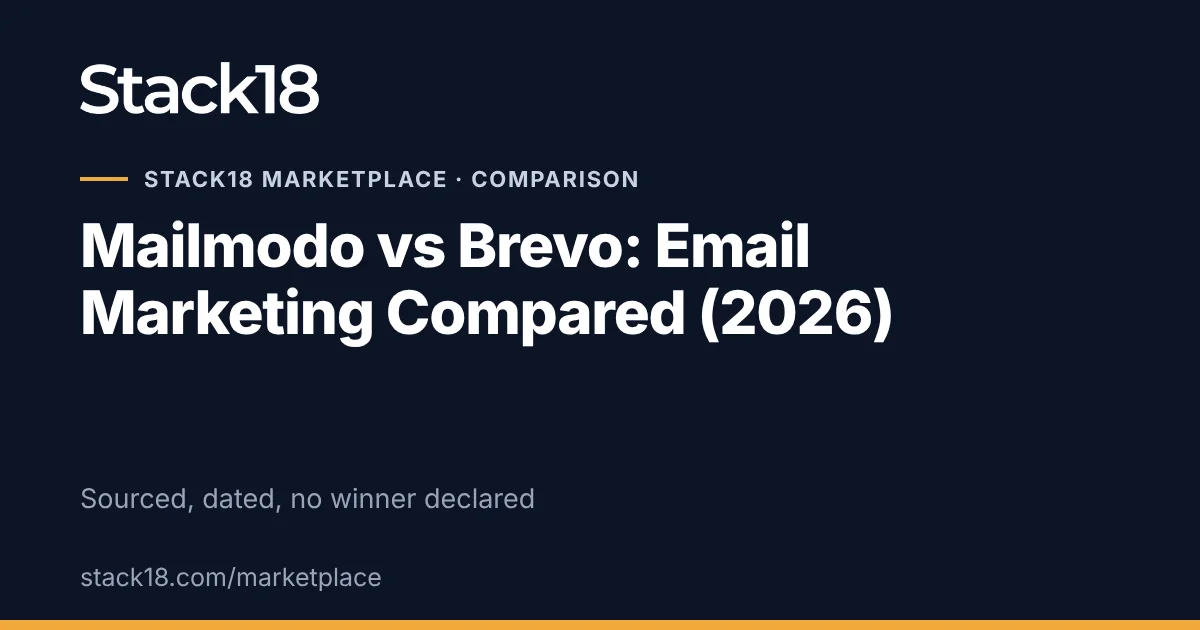 Stack18
STACK18 MARKETPLACE · COMPARISON
Mailmodo vs Brevo: Email
Marketing Compared (2026)
Sourced, dated, no winner declared
stack18.com/marketplace